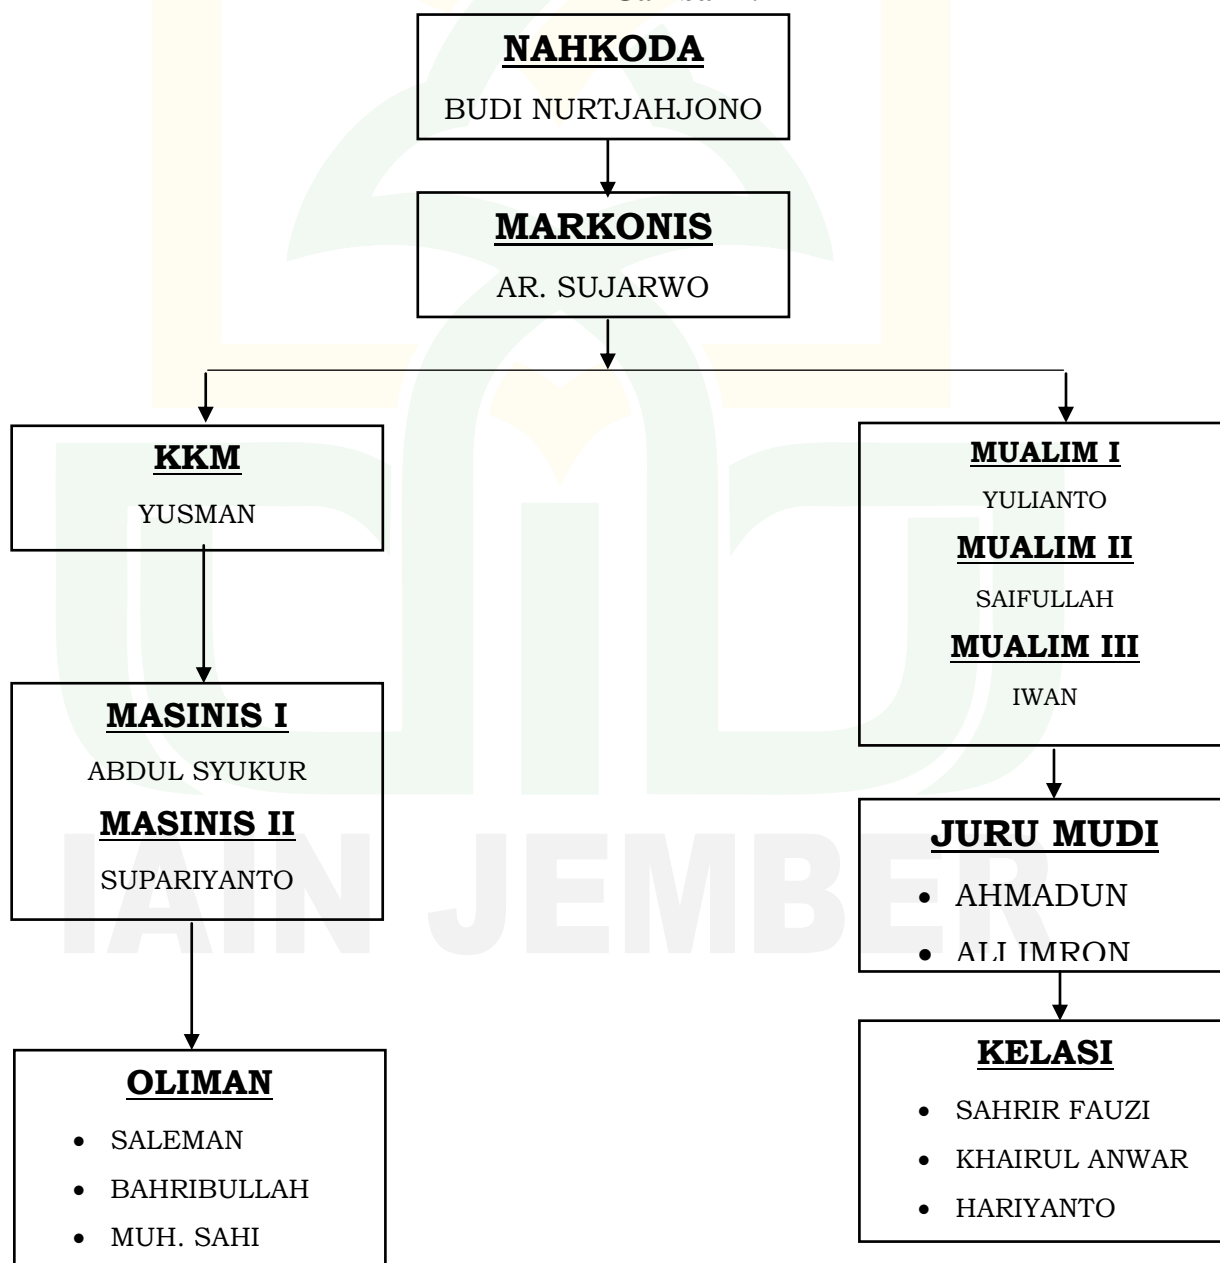 NAHKODA
BUDI NURTJAHJONO
MARKONIS
AR. SUJARWO
KKM
YUSMAN
MUALIM I
YULIANTO
MUALIM II
SAIFULLAH
MUALIM III
IWAN
MASINIS I
ABDUL SYUKUR
MASINIS II
SUPARIYANTO
JURU MUDI
• AHMADUN
• ALI IMRON
OLIMAN
• SALEMAN
• BAHRIBULLAH
• MUH. SAHI
KELASI
• SAHRIR FAUZI
• KHAIRUL ANWAR
• HARIYANTO
IAIN JEMBER